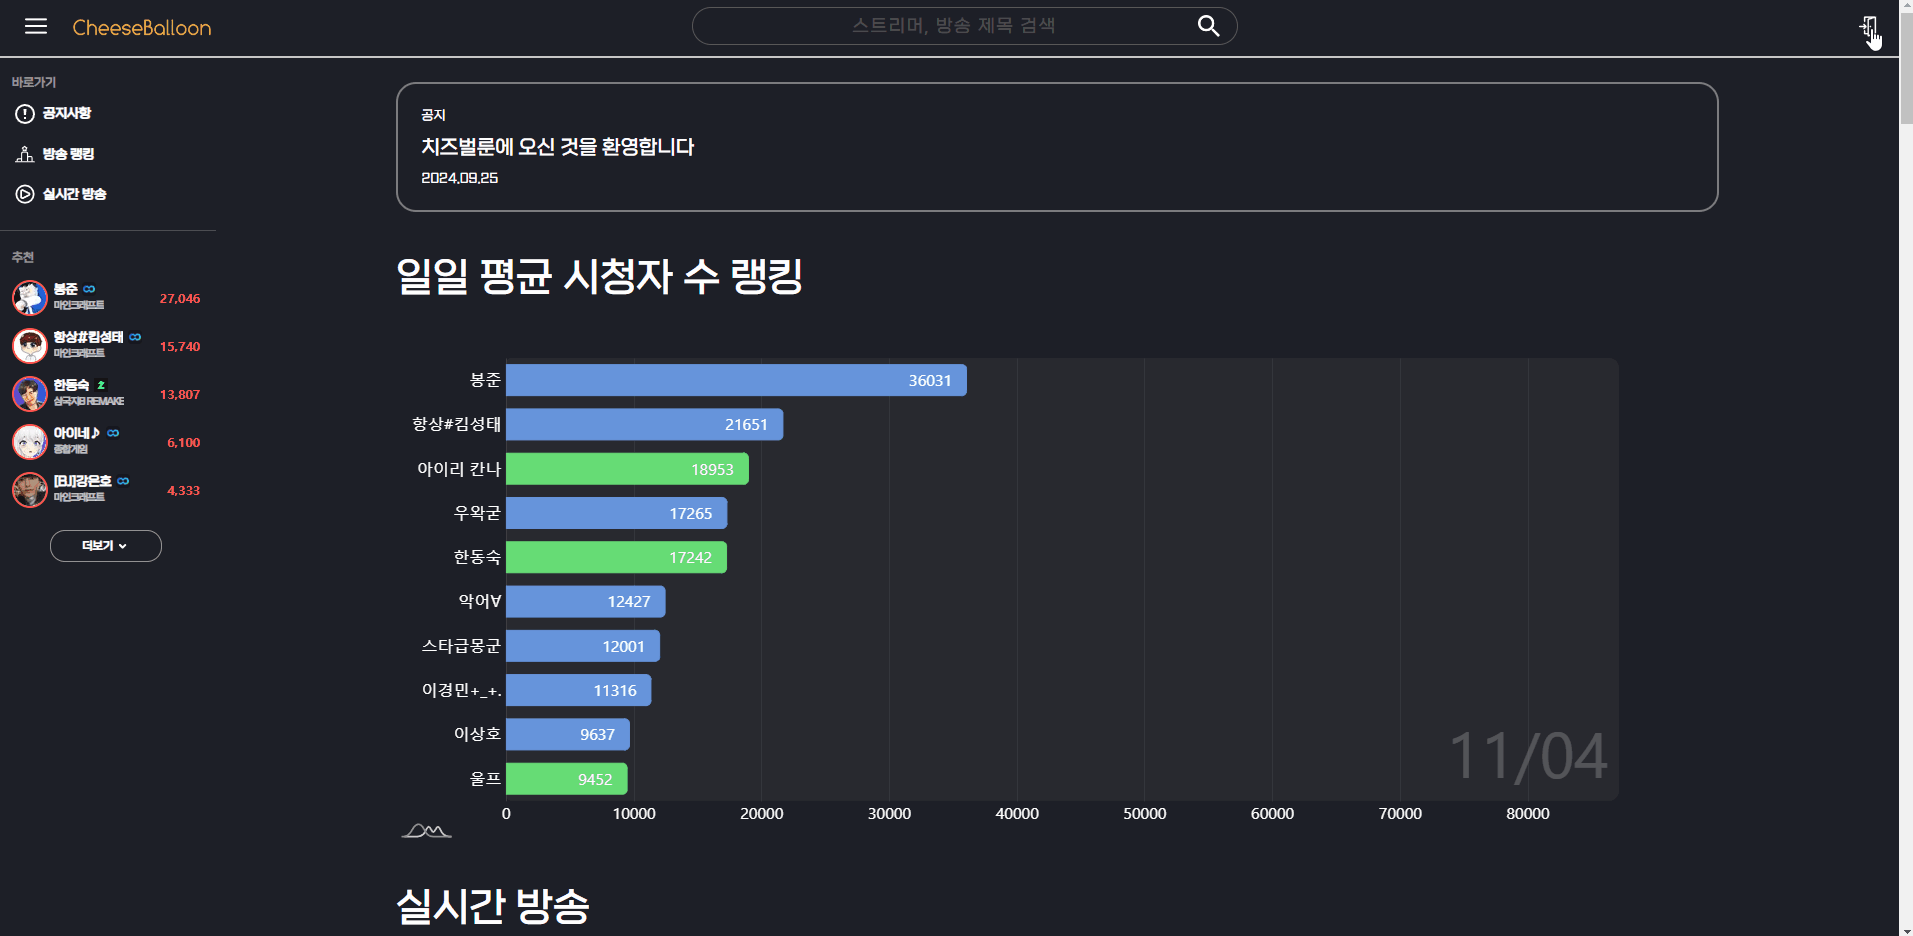 CheeseBalloon
스트리머, 방송 제목 검색
바로가기
공지사항
방송 랭킹
실시간 방송
추천
봉준
마인크래프트
27,046
항상#킴성태
마인크래프트
15,740
한동숙
삼국지8 REMAKE
13,807
아이네♪
종합게임
6,100
[BJ]강은호
마인크래프트
4,333
더보기
공지
치즈벌룬에 오신 것을 환영합니다
2024.09.25
일일 평균 시청자 수 랭킹
봉준 36031
항상#킴성태 21651
아이리 칸나 18953
우왁굳 17265
한동숙 17242
악어∀ 12427
스타급몽군 12001
이경민+_+. 11316
이상호 9637
울프 9452
11/04
0 10000 20000 30000 40000 50000 60000 70000 80000
실시간 방송